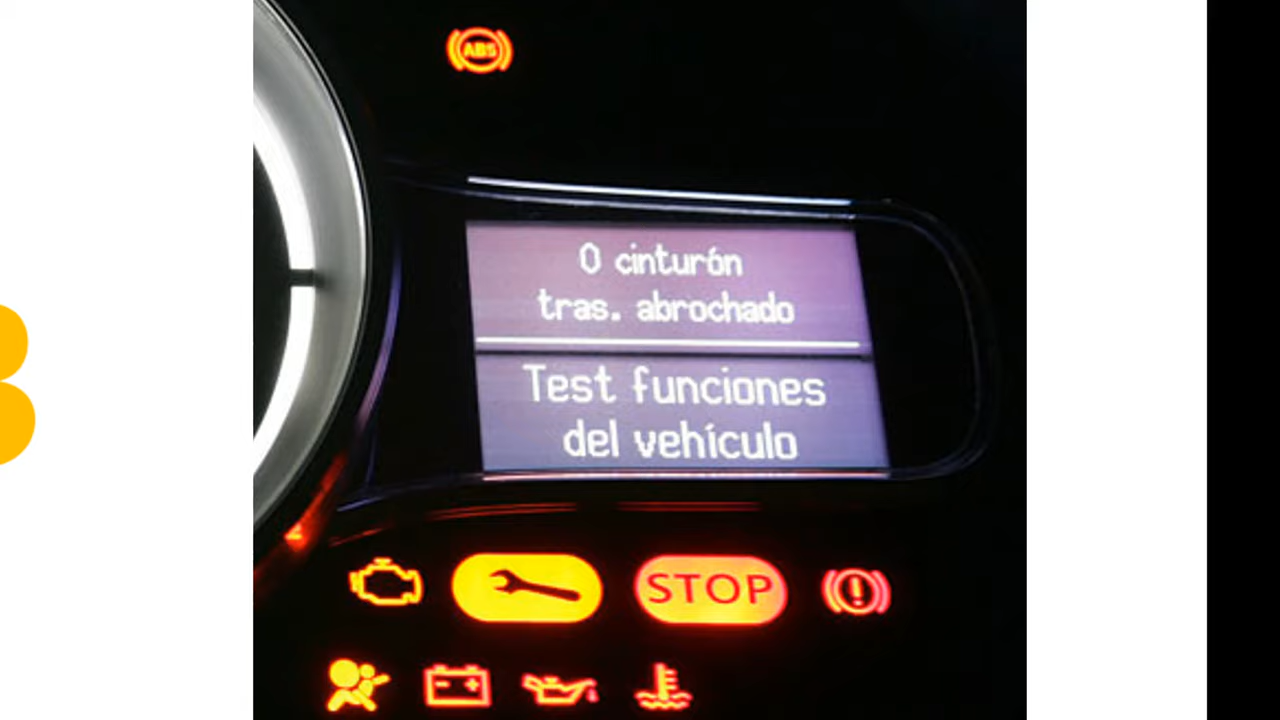 ABS
0 cinturón
tras. abrochado
Test funciones
del vehículo
STOP